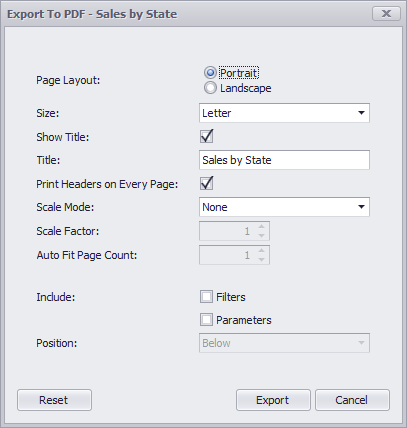 Export To PDF - Sales by State
Page Layout:
Portrait
Landscape
Size:
Letter
Show Title:
Title:
Sales by State
Print Headers on Every Page:
Scale Mode:
None
Scale Factor:
1
Auto Fit Page Count:
1
Include:
Filters
Parameters
Position:
Below
Reset
Export
Cancel